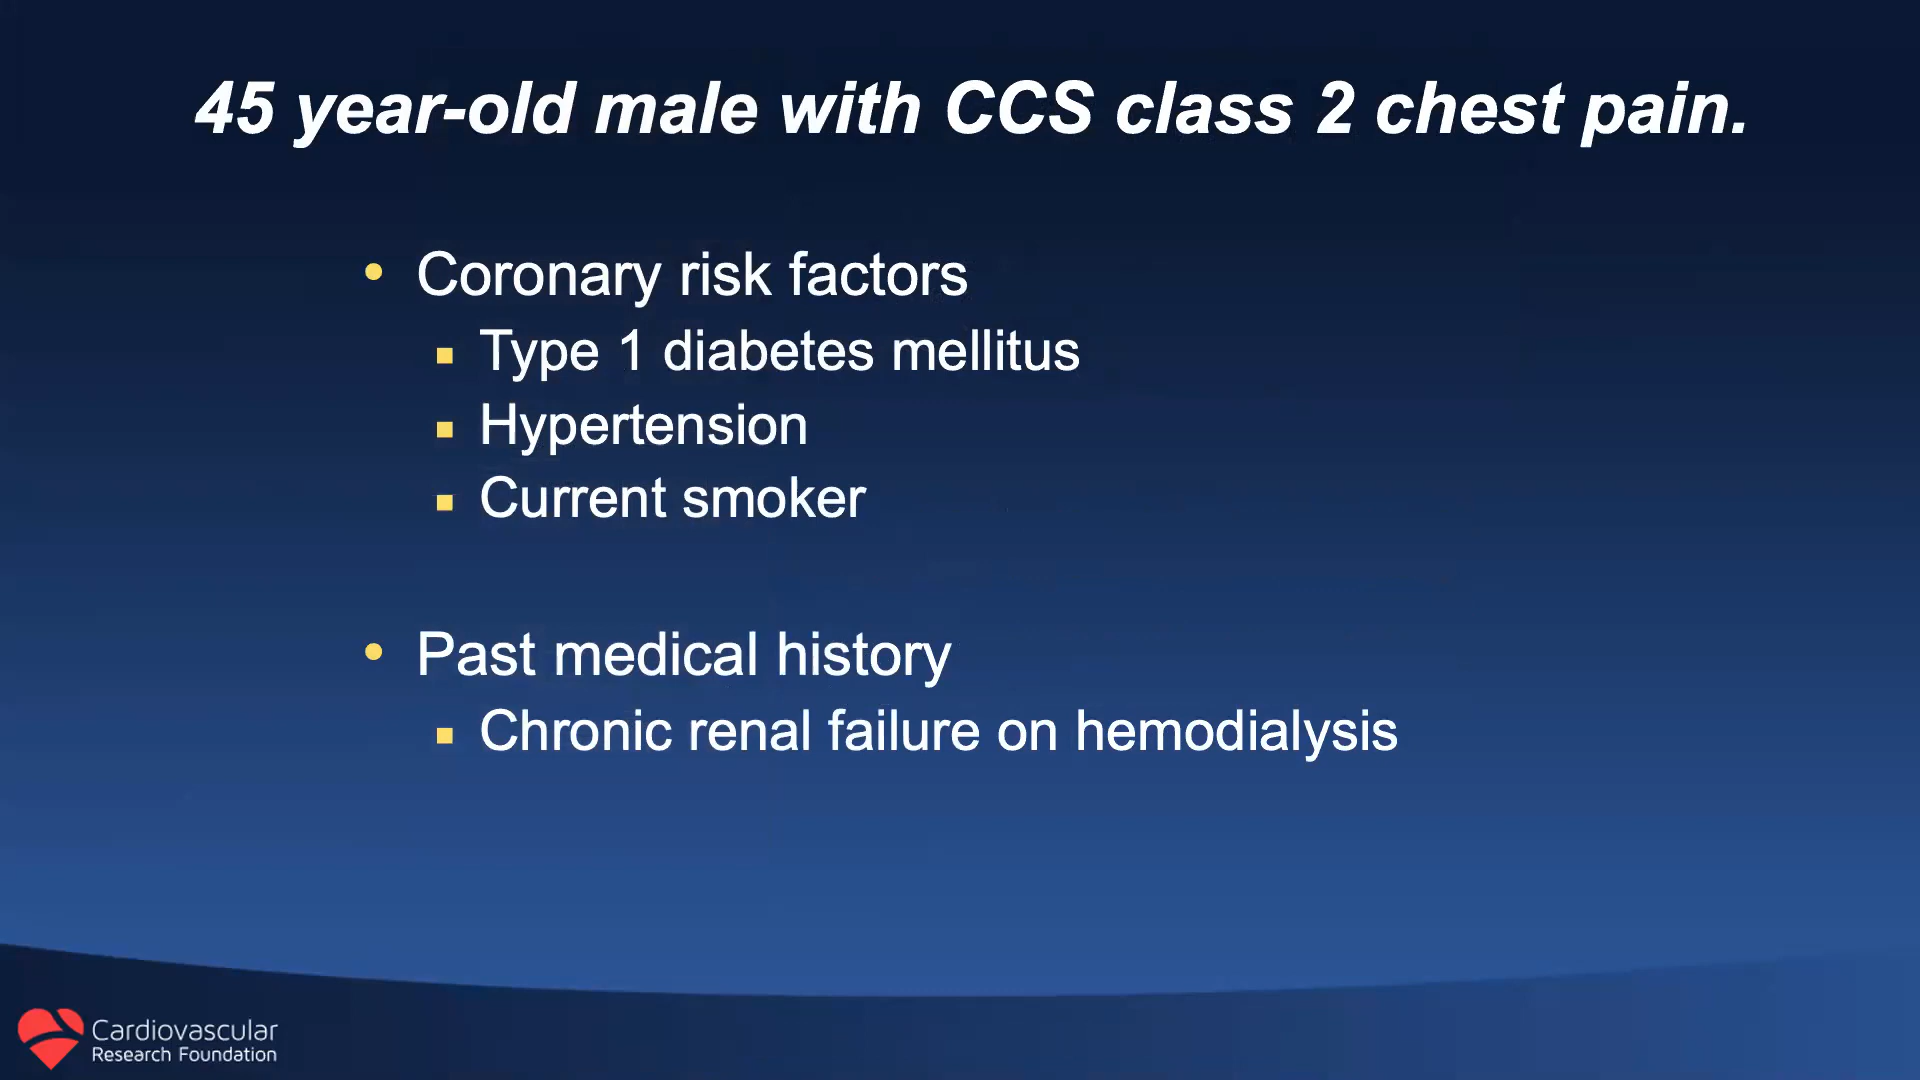 45 year-old male with CCS class 2 chest pain.
• Coronary risk factors
▪ Type 1 diabetes mellitus
▪ Hypertension
▪ Current smoker
• Past medical history
▪ Chronic renal failure on hemodialysis
Cardiovascular
Research Foundation